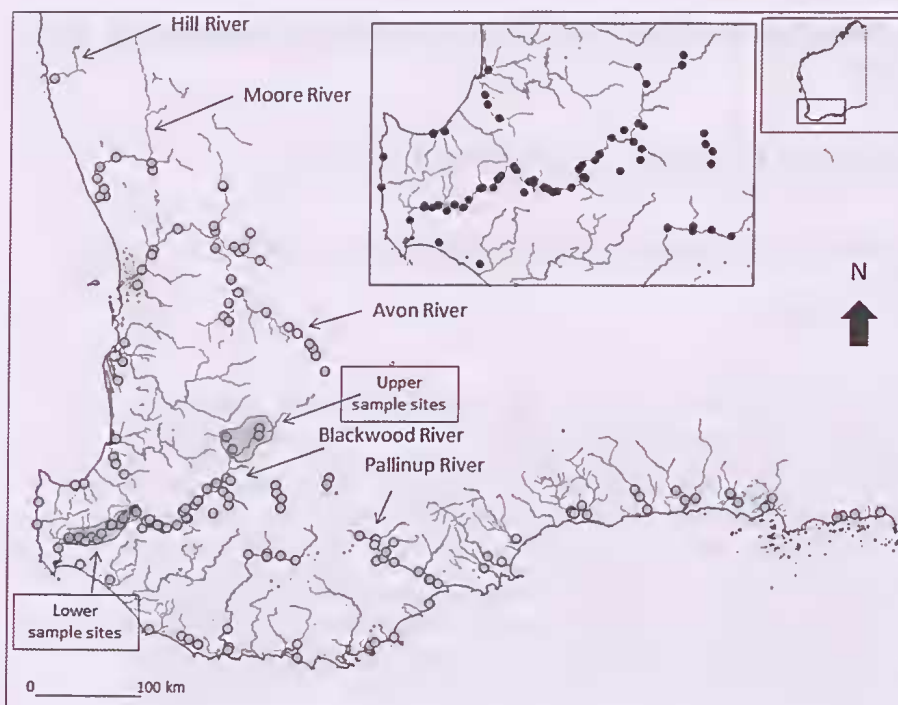 Hill River
Moore River
N
Avon River
Upper
sample sites
Blackwood River
Pallinup River
Lower
sample sites
0 100 km